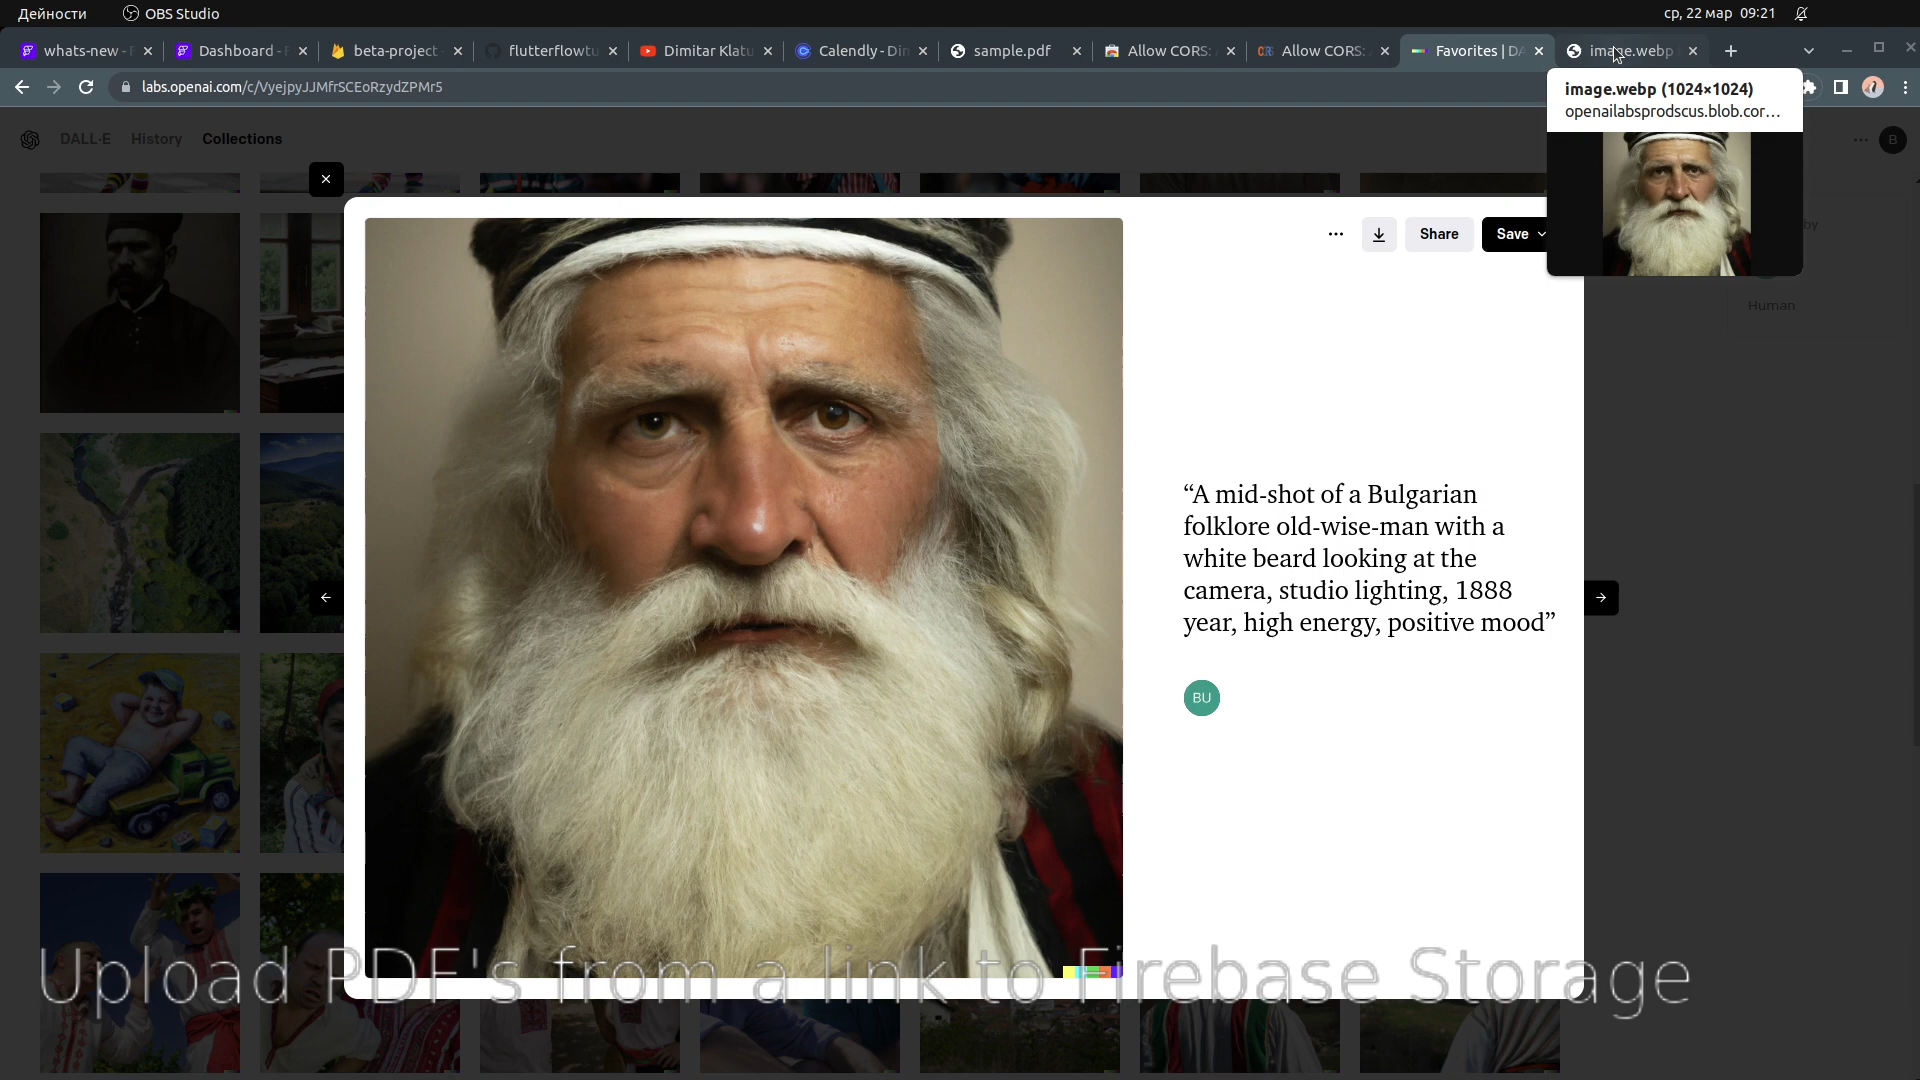 Дейности
OBS Studio
ср, 22 мар 09:21
whats-new -
Dashboard -
beta-project
flutterflowtu
Dimitar Klatu
Calendly - Din
sample.pdf
Allow CORS:
Allow CORS:
Favorites | DA
image.webp
labs.openai.com/c/VyejpyJJMfrSCEoRzydZPMr5
image.webp (1024×1024)
openailabsprodscus.blob.cor...
DALL·E
History
Collections
B
Share
Save
by
Human
“A mid-shot of a Bulgarian
folklore old-wise-man with a
white beard looking at the
camera, studio lighting, 1888
year, high energy, positive mood”
BU
Upload PDF's from a link to Firebase Storage